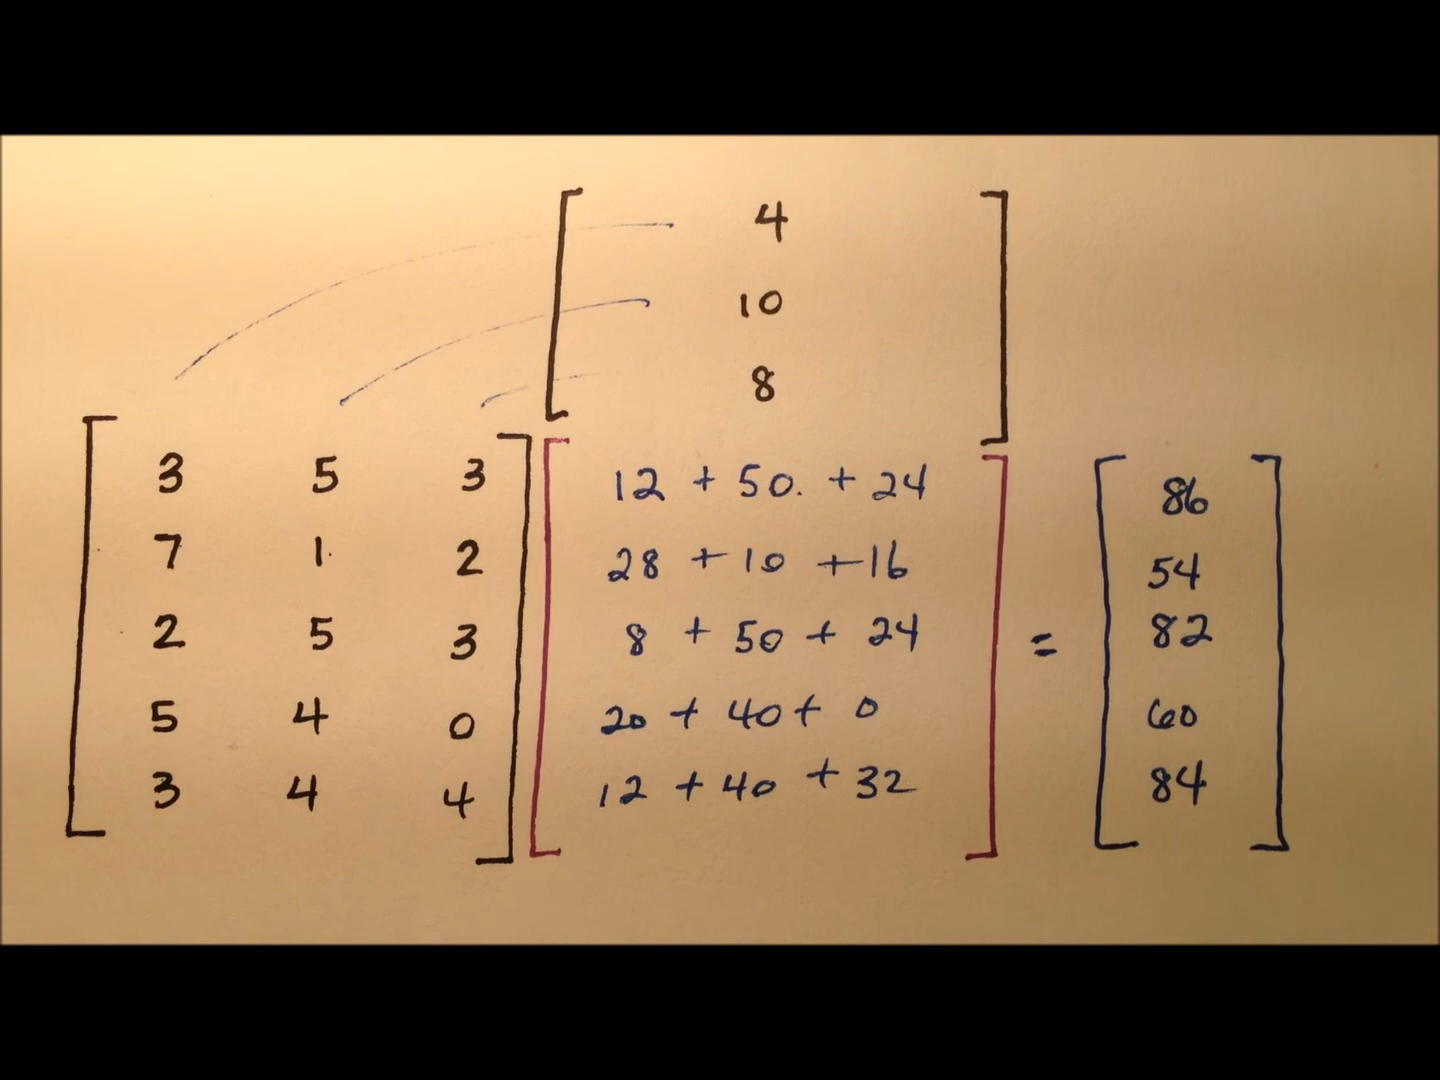 4
10
8
3 5 3 12 + 50. + 24 86
7 1 2 28 + 10 + 16 54
2 5 3 8 + 50 + 24 = 82
5 4 0 20 + 40 + 0 60
3 4 4 12 + 40 + 32 84